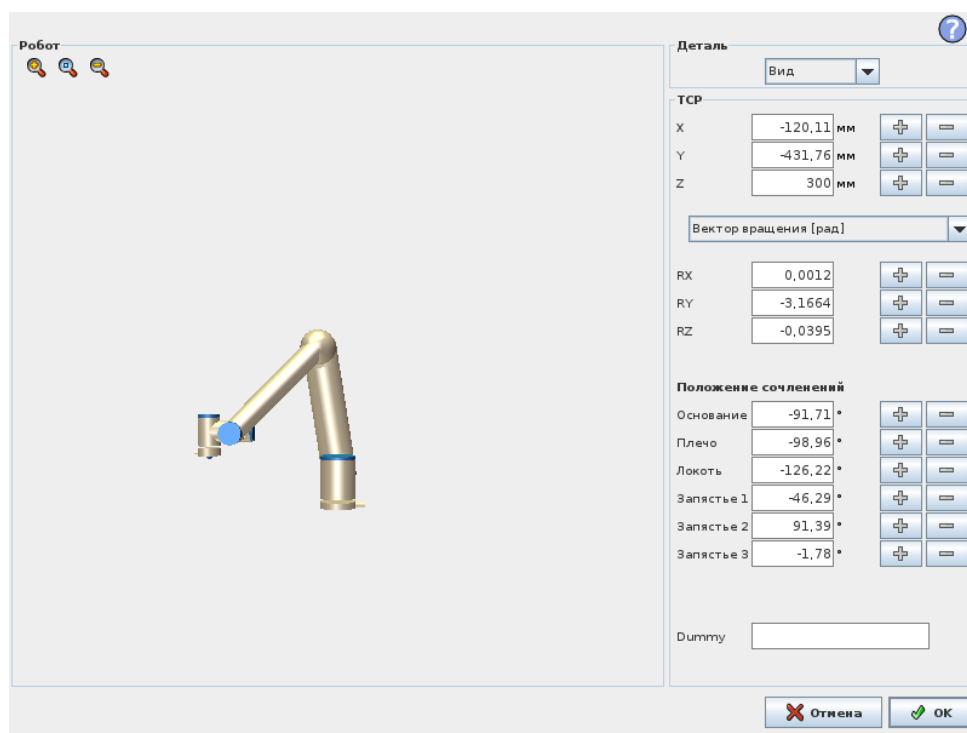 ?
Робот
Деталь
Вид
TCP
X -120,11 мм
Y -431,76 мм
Z 300 мм
Вектор вращения [рад]
RX 0,0012
RY -3,1664
RZ -0,0395
Положение сочленений
Основание -91,71 °
Плечо -98,96 °
Локоть -126,22 °
Запястье 1 -46,29 °
Запястье 2 91,39 °
Запястье 3 -1,78 °
Dummy
Отмена
ОК